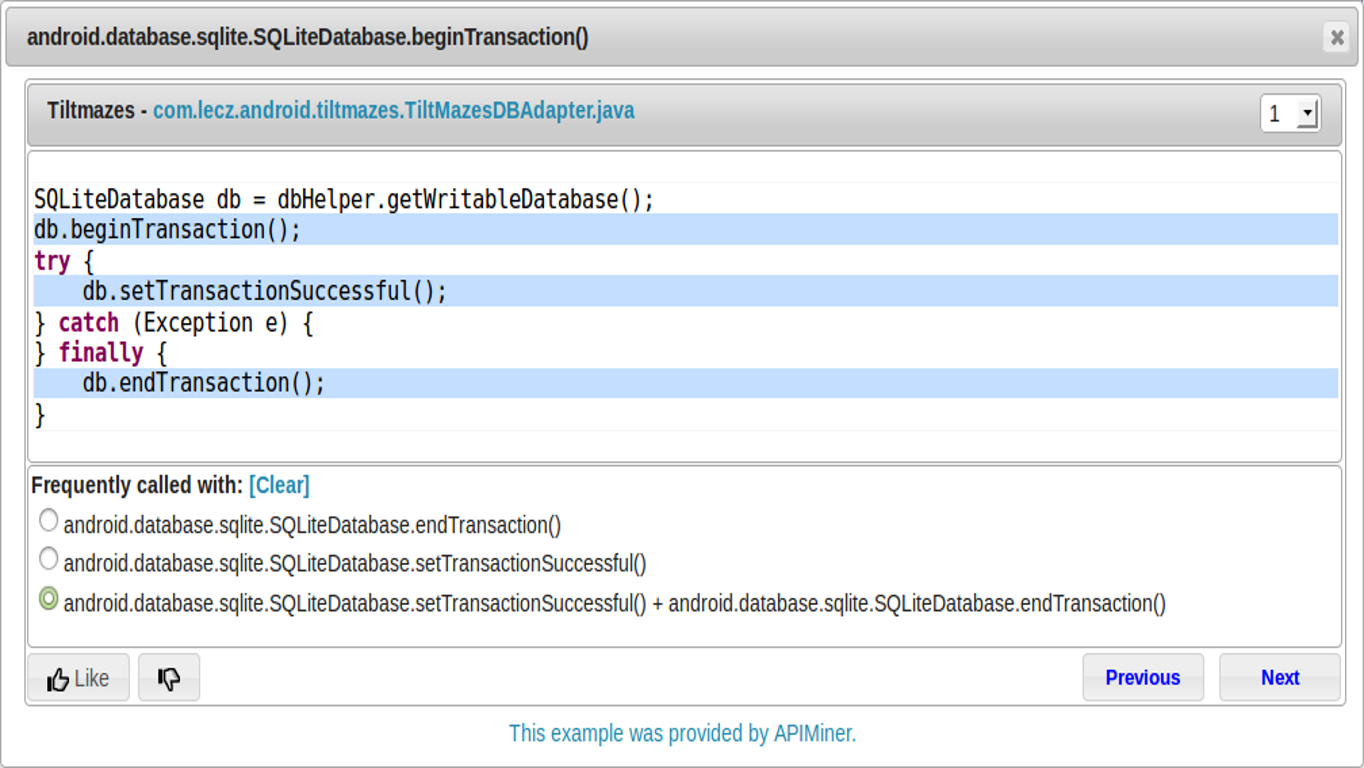 android.database.sqlite.SQLiteDatabase.beginTransaction()
Tiltmazes - com.lecz.android.tiltmazes.TiltMazesDBAdapter.java
1
SQLiteDatabase db = dbHelper.getWritableDatabase();
db.beginTransaction();
try {
    db.setTransactionSuccessful();
} catch (Exception e) {
} finally {
    db.endTransaction();
}
Frequently called with: [Clear]
android.database.sqlite.SQLiteDatabase.endTransaction()
android.database.sqlite.SQLiteDatabase.setTransactionSuccessful()
android.database.sqlite.SQLiteDatabase.setTransactionSuccessful() + android.database.sqlite.SQLiteDatabase.endTransaction()
Like
Previous
Next
This example was provided by APIMiner.